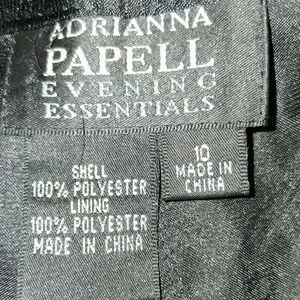 ADRIANNA
PAPELL
EVENING
ESSENTIALS
SHELL
100% POLYESTER
LINING
100% POLYESTER
MADE IN CHINA
10
MADE IN
CHINA